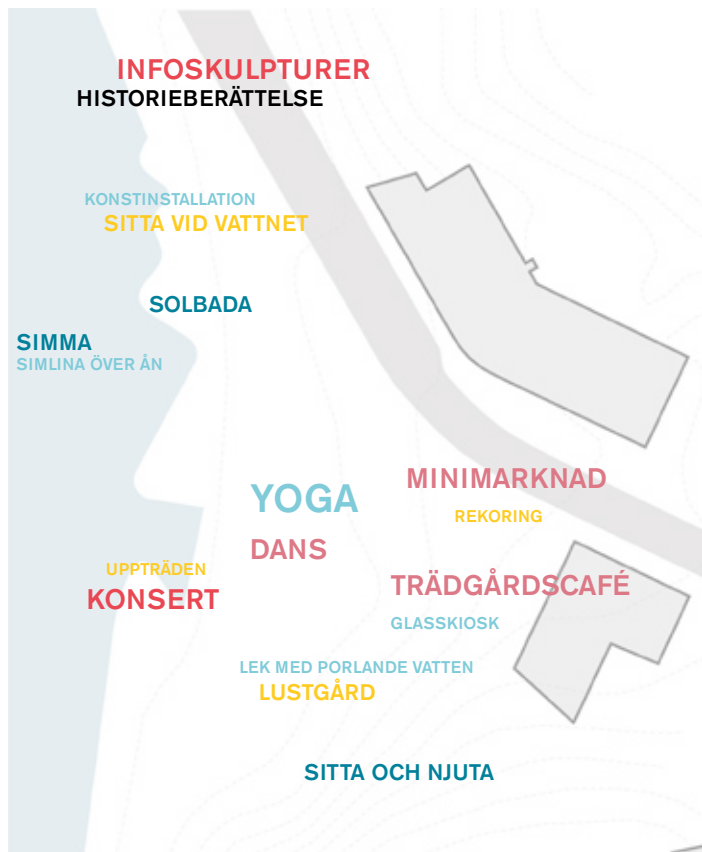 INFOSKULPTURER
HISTORIEBERÄTTELSE
KONSTINSTALLATION
SITTA VID VATTNET
SOLBADA
SIMMA
SIMLINA ÖVER ÅN
YOGA
DANS
MINIMARKNAD
REKORING
UPPTRÄDEN
KONSERT
TRÄDGÅRDSCAFÉ
GLASSKIOSK
LEK MED PORLANDE VATTEN
LUSTGÅRD
SITTA OCH NJUTA